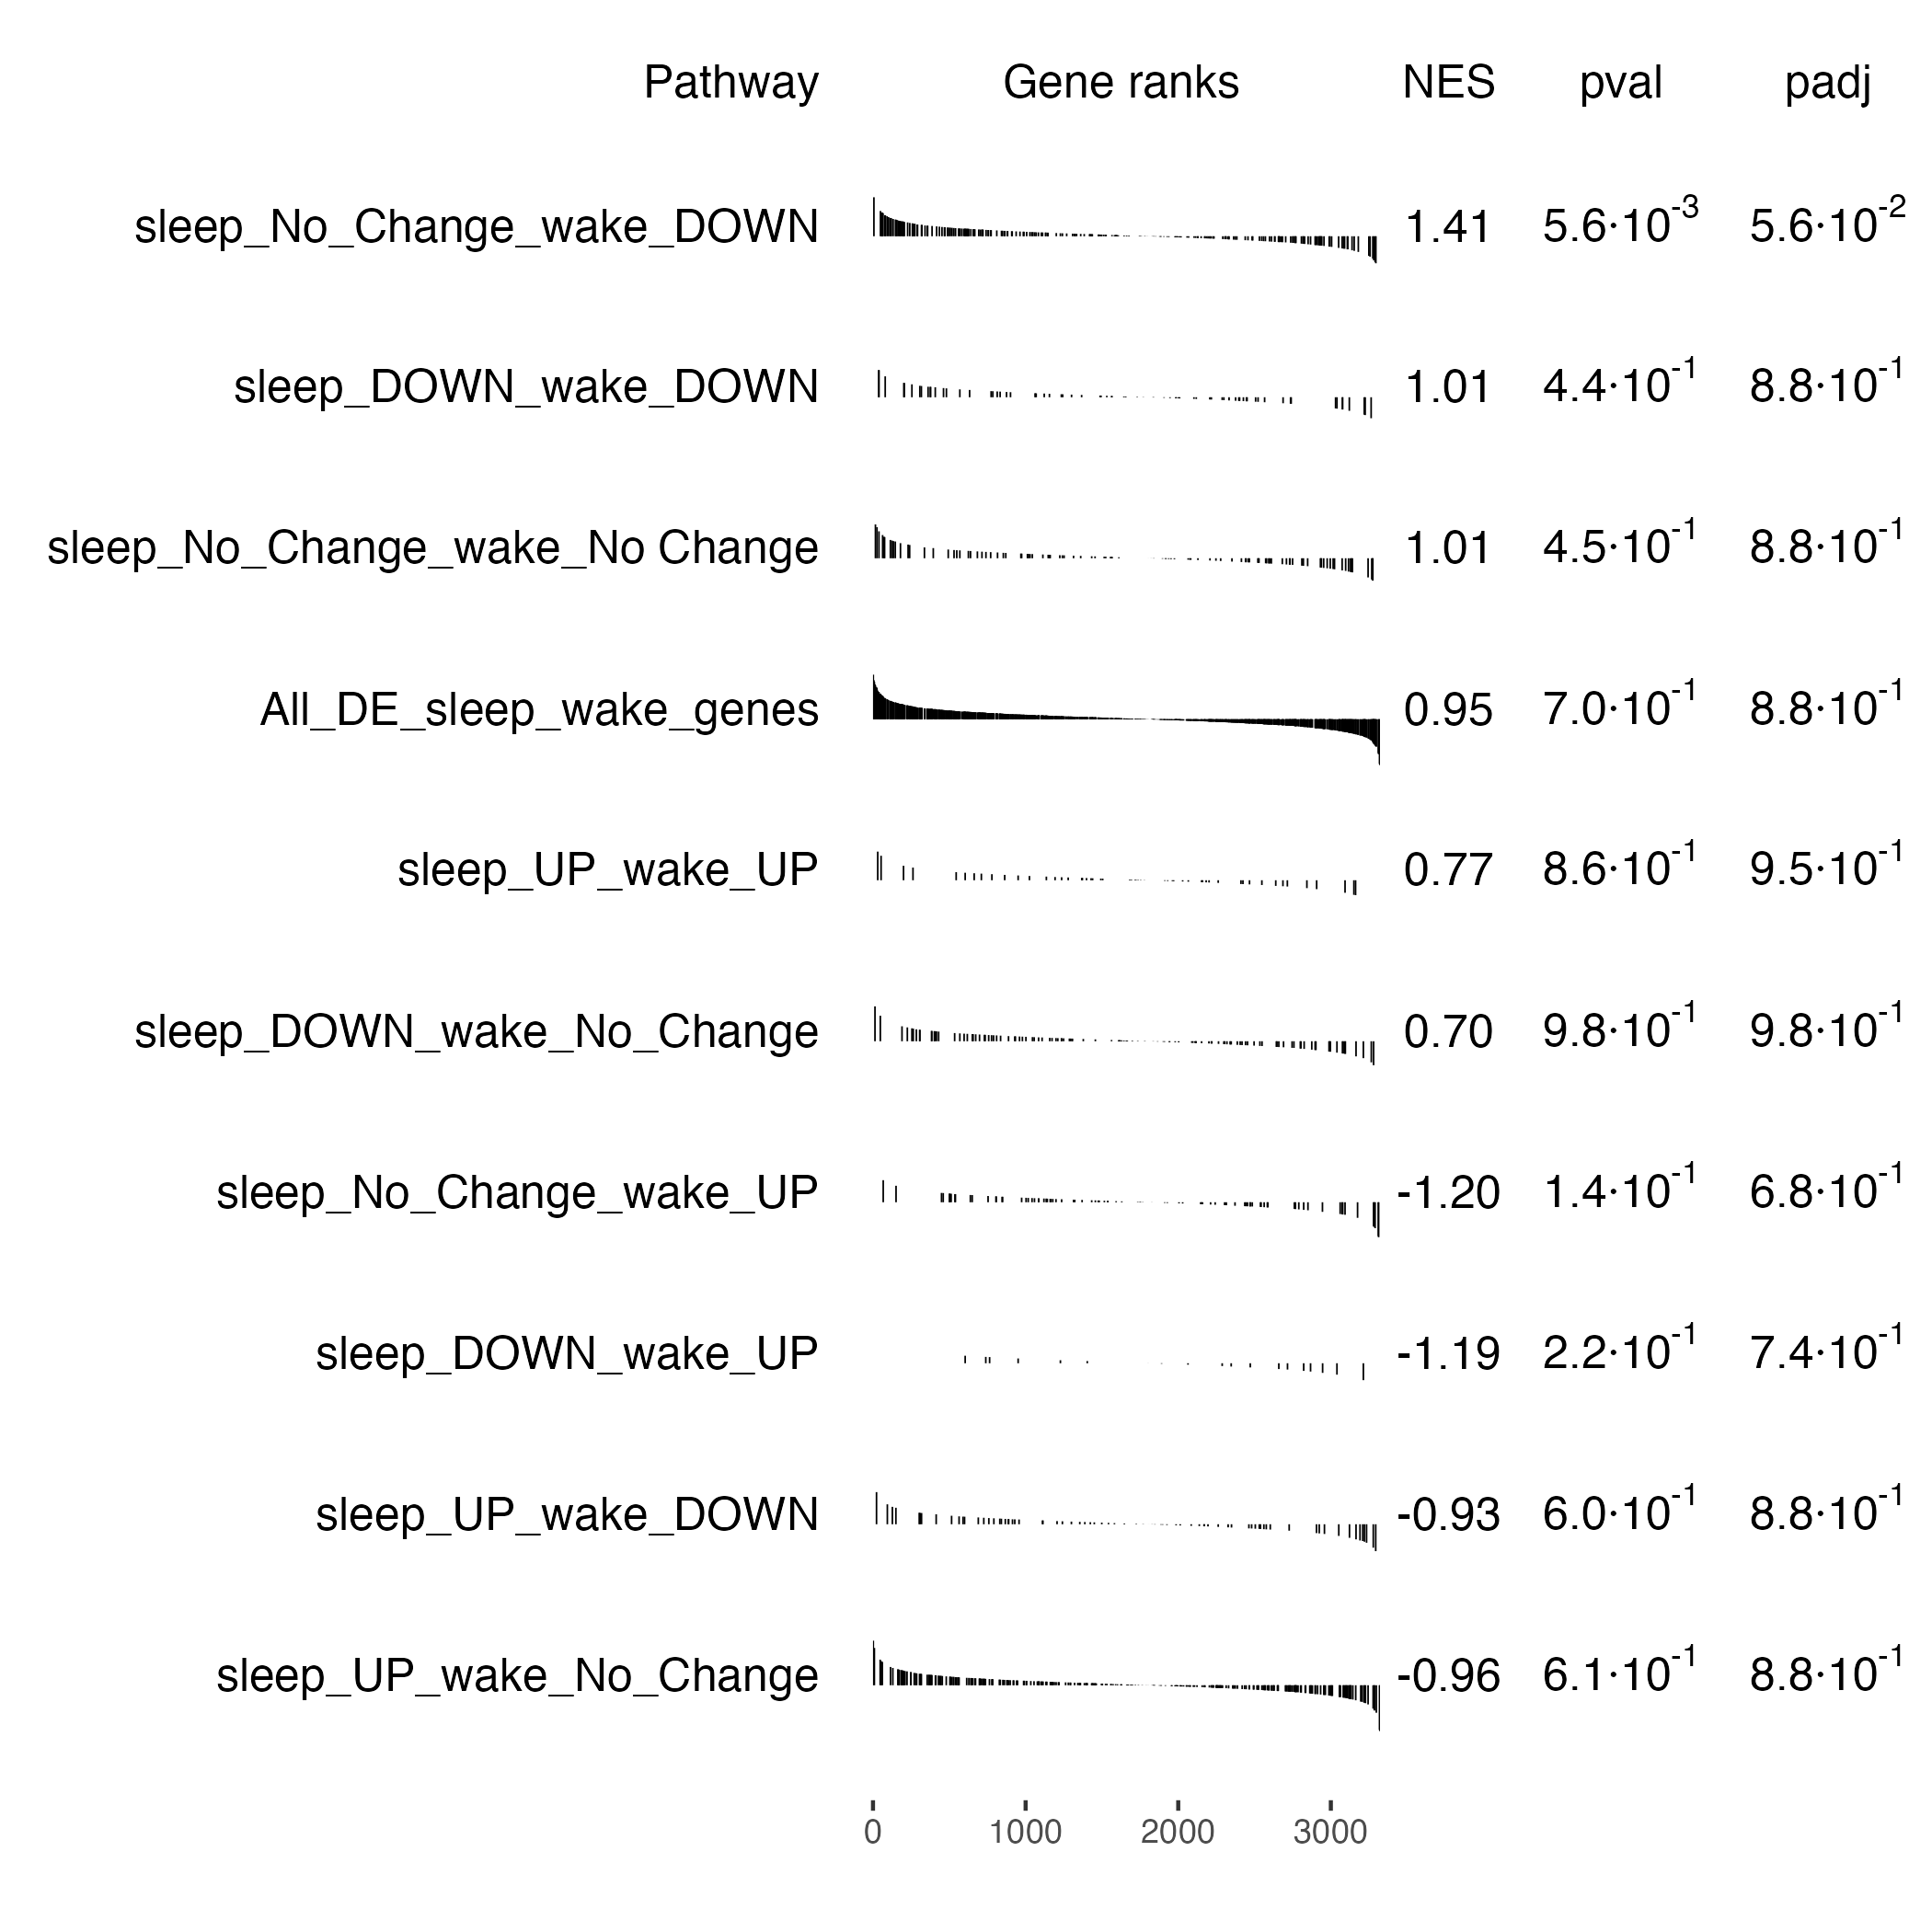 Pathway Gene ranks NES pval padj
sleep_No_Change_wake_DOWN 1.41 5.6·10⁻³ 5.6·10⁻²
sleep_DOWN_wake_DOWN 1.01 4.4·10⁻¹ 8.8·10⁻¹
sleep_No_Change_wake_No Change 1.01 4.5·10⁻¹ 8.8·10⁻¹
All_DE_sleep_wake_genes 0.95 7.0·10⁻¹ 8.8·10⁻¹
sleep_UP_wake_UP 0.77 8.6·10⁻¹ 9.5·10⁻¹
sleep_DOWN_wake_No_Change 0.70 9.8·10⁻¹ 9.8·10⁻¹
sleep_No_Change_wake_UP -1.20 1.4·10⁻¹ 6.8·10⁻¹
sleep_DOWN_wake_UP -1.19 2.2·10⁻¹ 7.4·10⁻¹
sleep_UP_wake_DOWN -0.93 6.0·10⁻¹ 8.8·10⁻¹
sleep_UP_wake_No_Change -0.96 6.1·10⁻¹ 8.8·10⁻¹
0 1000 2000 3000